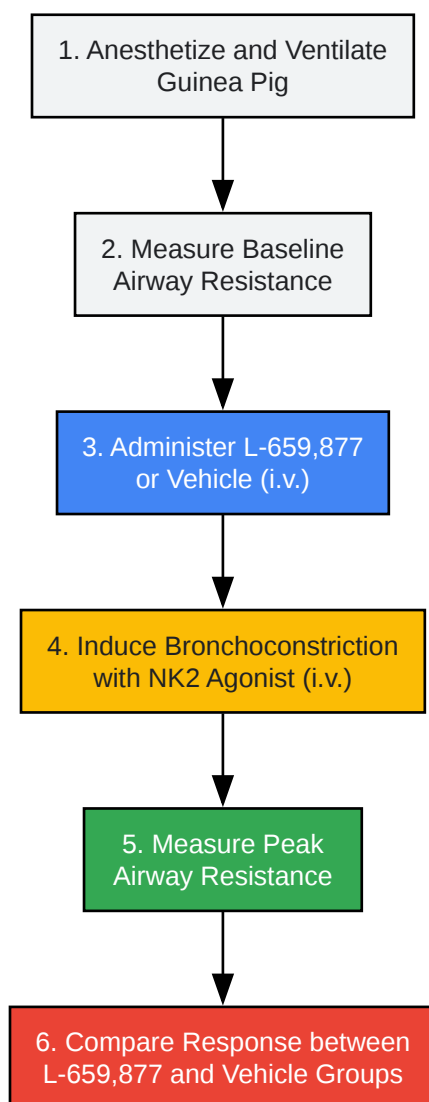 1. Anesthetize and Ventilate
Guinea Pig
2. Measure Baseline
Airway Resistance
3. Administer L-659,877
or Vehicle (i.v.)
4. Induce Bronchoconstriction
with NK2 Agonist (i.v.)
5. Measure Peak
Airway Resistance
6. Compare Response between
L-659,877 and Vehicle Groups